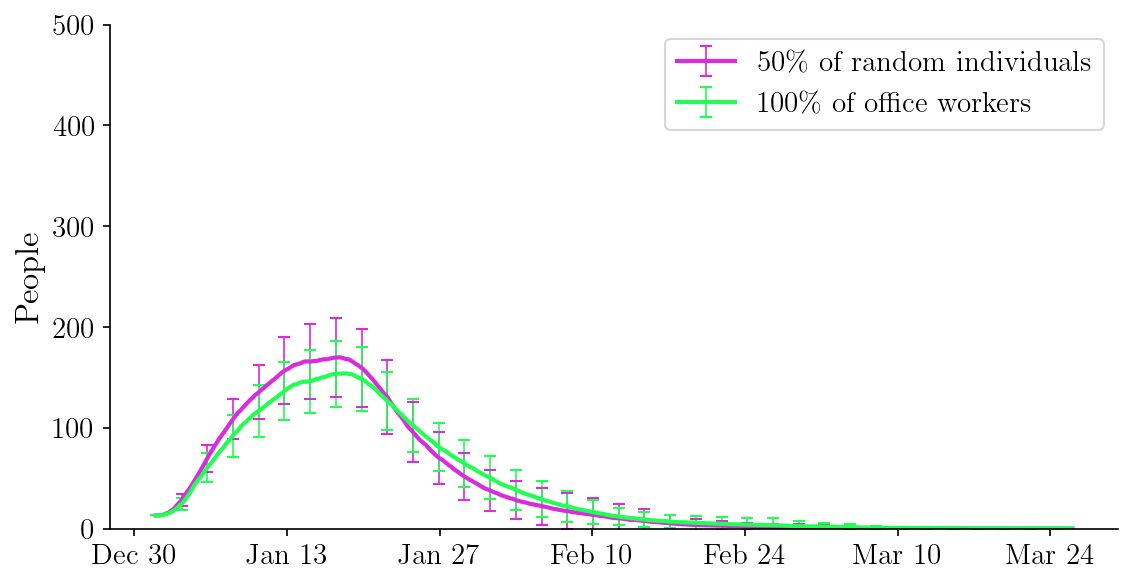 500
50% of random individuals
100% of office workers
400
300
People
200
100
0
Dec 30 Jan 13 Jan 27 Feb 10 Feb 24 Mar 10 Mar 24